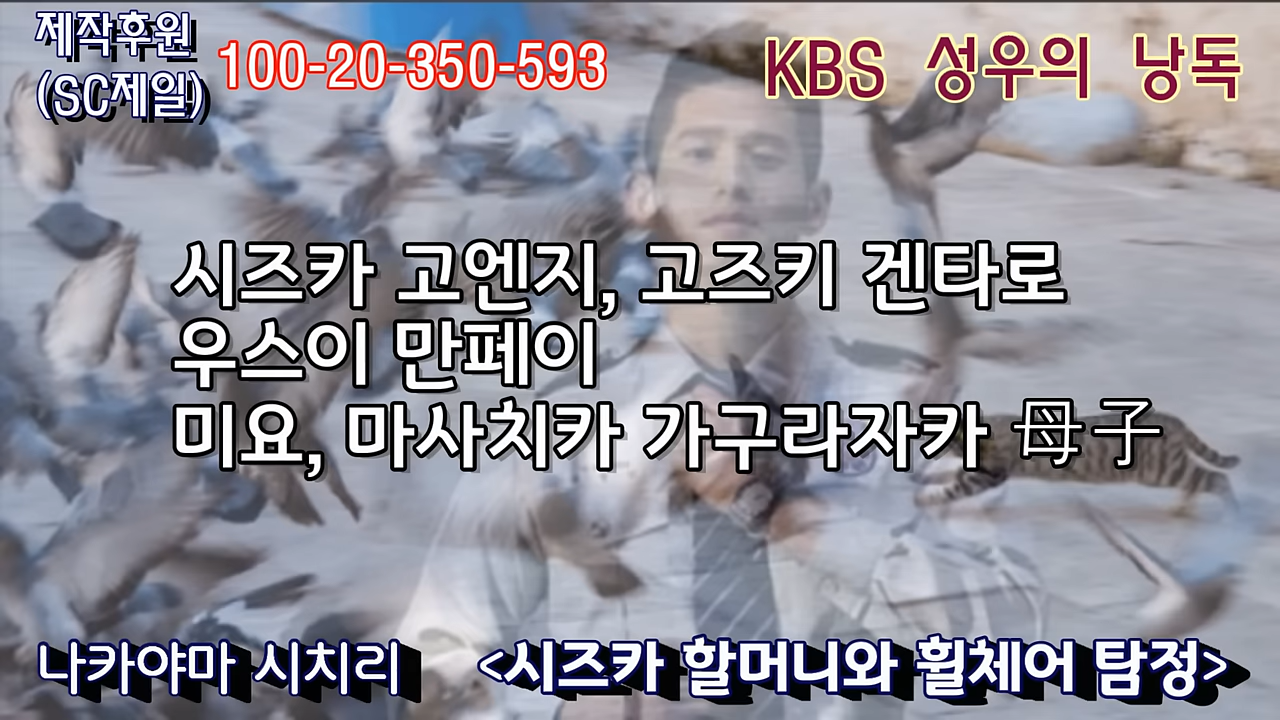 제작후원
(SC제일)
100-20-350-593
KBS 성우의 낭독
시즈카 고엔지, 고즈키 겐타로
우스이 만페이
미요, 마사치카 가구라자카 母子
나카야마 시치리
<시즈카 할머니와 휠체어 탐정>